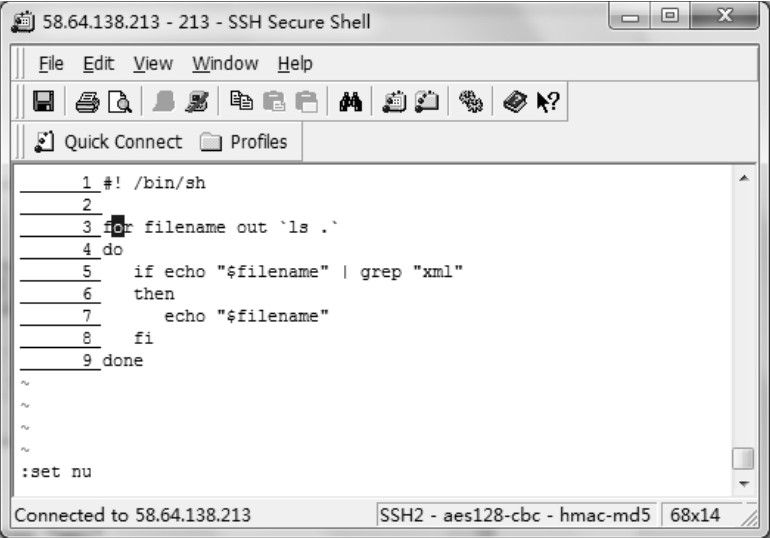 58.64.138.213 - 213 - SSH Secure Shell
File Edit View Window Help
Quick Connect Profiles
1 #! /bin/sh
2
3 for filename out `ls .`
4 do
5    if echo "$filename" | grep "xml"
6    then
7       echo "$filename"
8    fi
9 done
~
~
~
~
:set nu
Connected to 58.64.138.213 SSH2 - aes128-cbc - hmac-md5 68x14